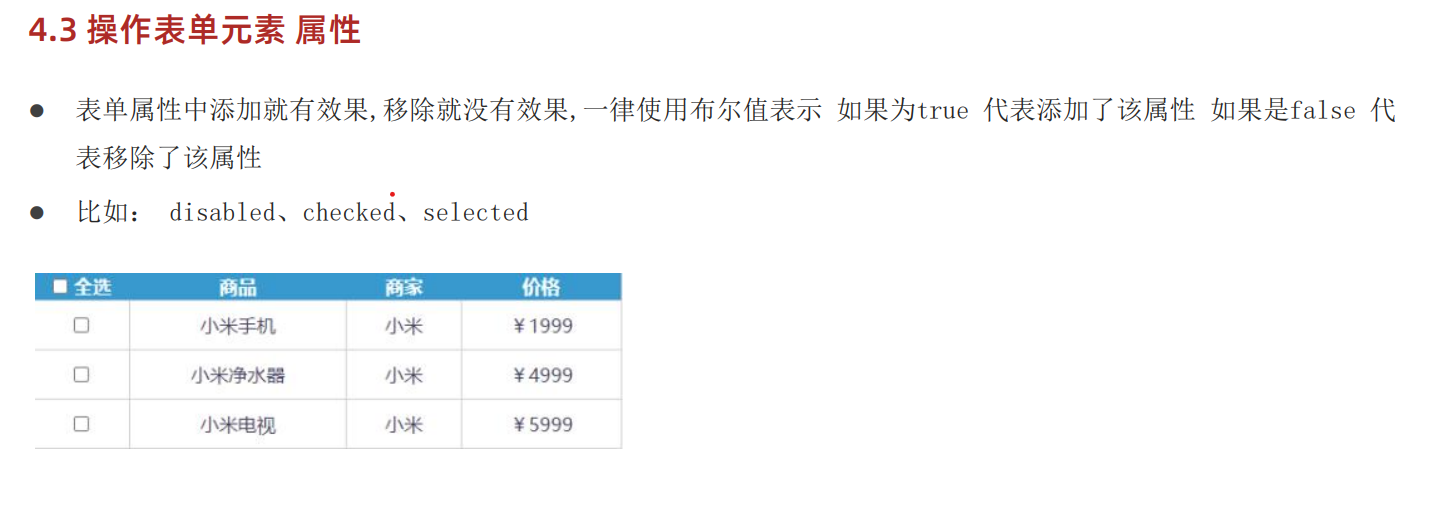 4.3 操作表单元素 属性
● 表单属性中添加就有效果,移除就没有效果,一律使用布尔值表示 如果为true 代表添加了该属性 如果是false 代
表移除了该属性
● 比如: disabled、checked、selected
全选 商品 商家 价格
小米手机 小米 ¥1999
小米净水器 小米 ¥4999
小米电视 小米 ¥5999